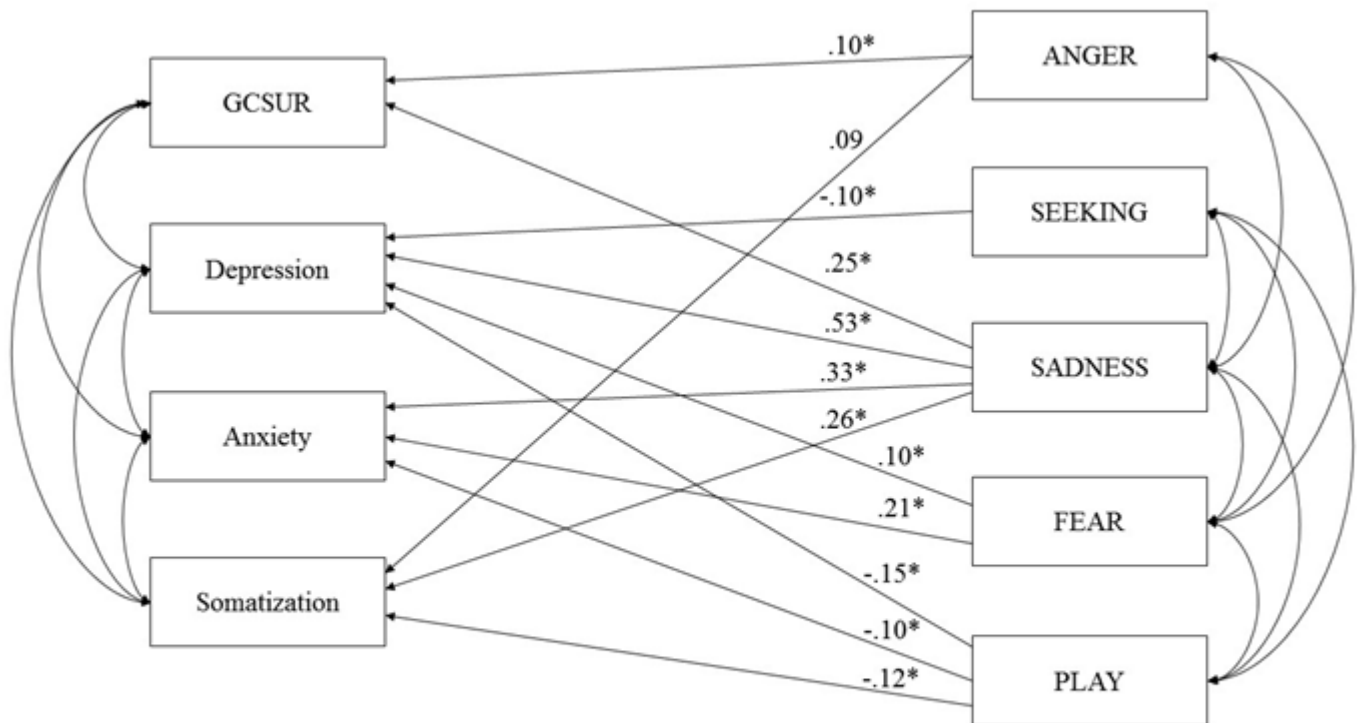 ANGER
.10*
GCSUR
.09
SEEKING
-.10*
Depression
.25*
.53*
SADNESS
.33*
Anxiety
.26*
.10*
.21*
FEAR
-.15*
Somatization
-.10*
-.12*
PLAY